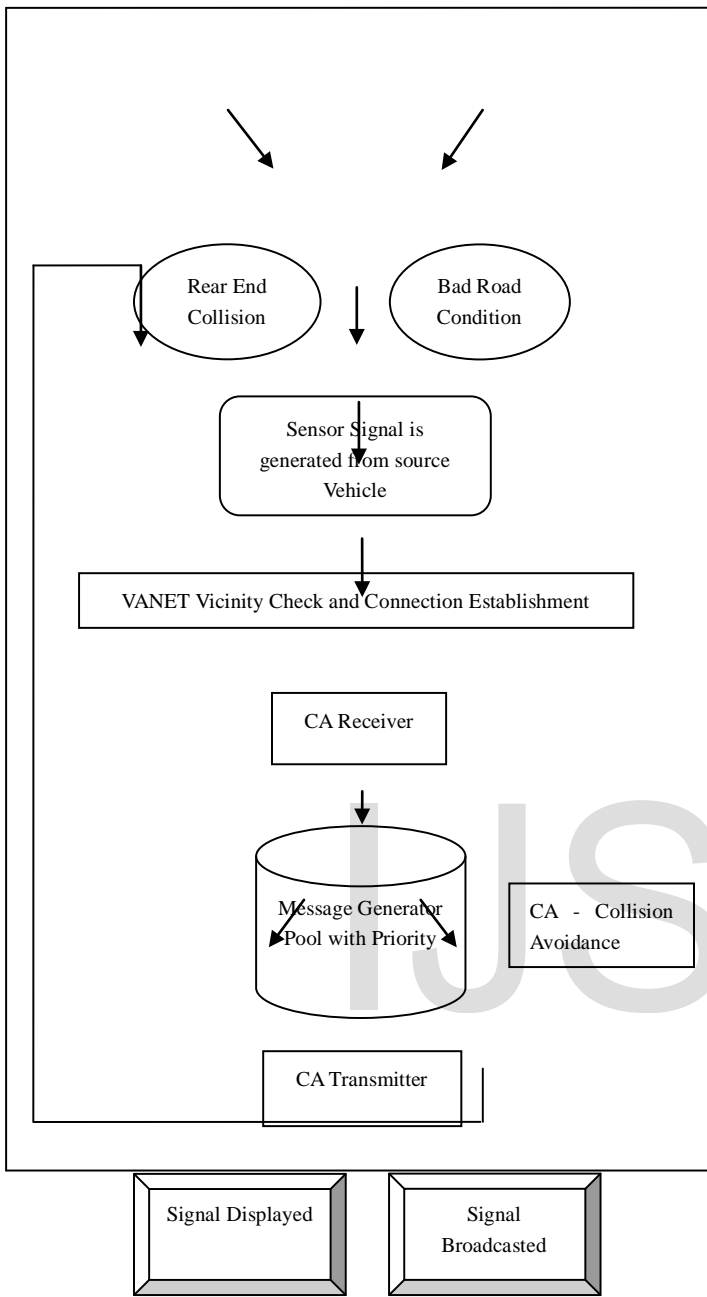 Rear End
Collision
Bad Road
Condition
Sensor Signal is
generated from source
Vehicle
VANET Vicinity Check and Connection Establishment
CA Receiver
Message Generator
Pool with Priority
CA - Collision
Avoidance
IJS
CA Transmitter
Signal Displayed
Signal
Broadcasted